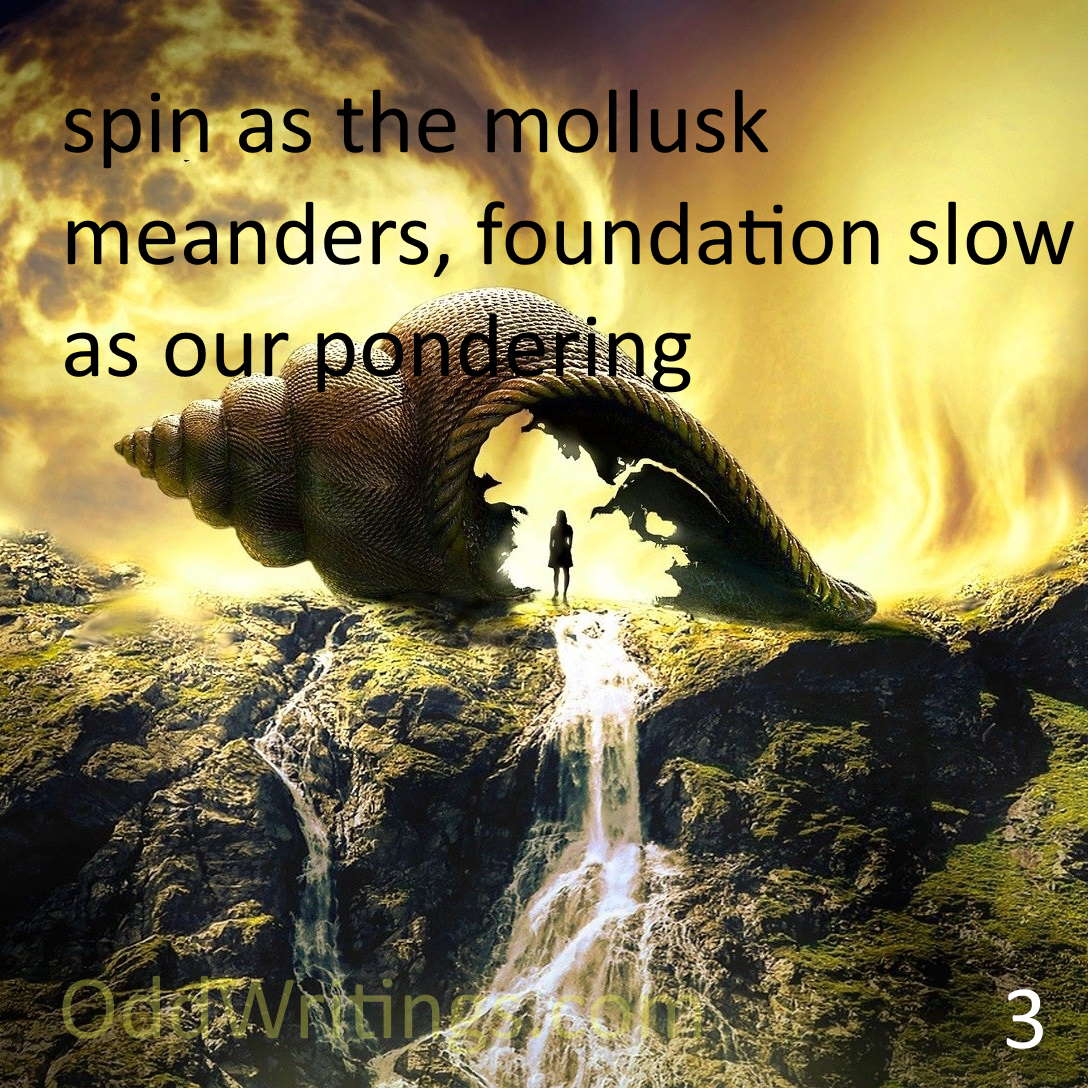 spin as the mollusk
meanders, foundation slow
as our pondering
OddWritings.com
3